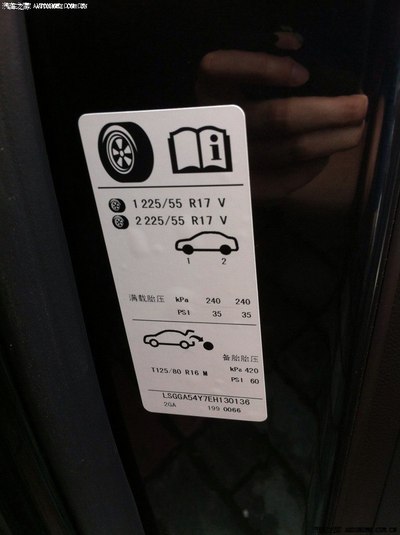 汽车之家 AUTOHOME.COM.CN
i
1 225/55 R17 V
2 225/55 R17 V
1 2
满载胎压 kPa 240 240
PSI 35 35
备胎胎压
T125/80 R16 M kPa 420
PSI 60
LSGGA54Y7EH130136
2GA 199 0066